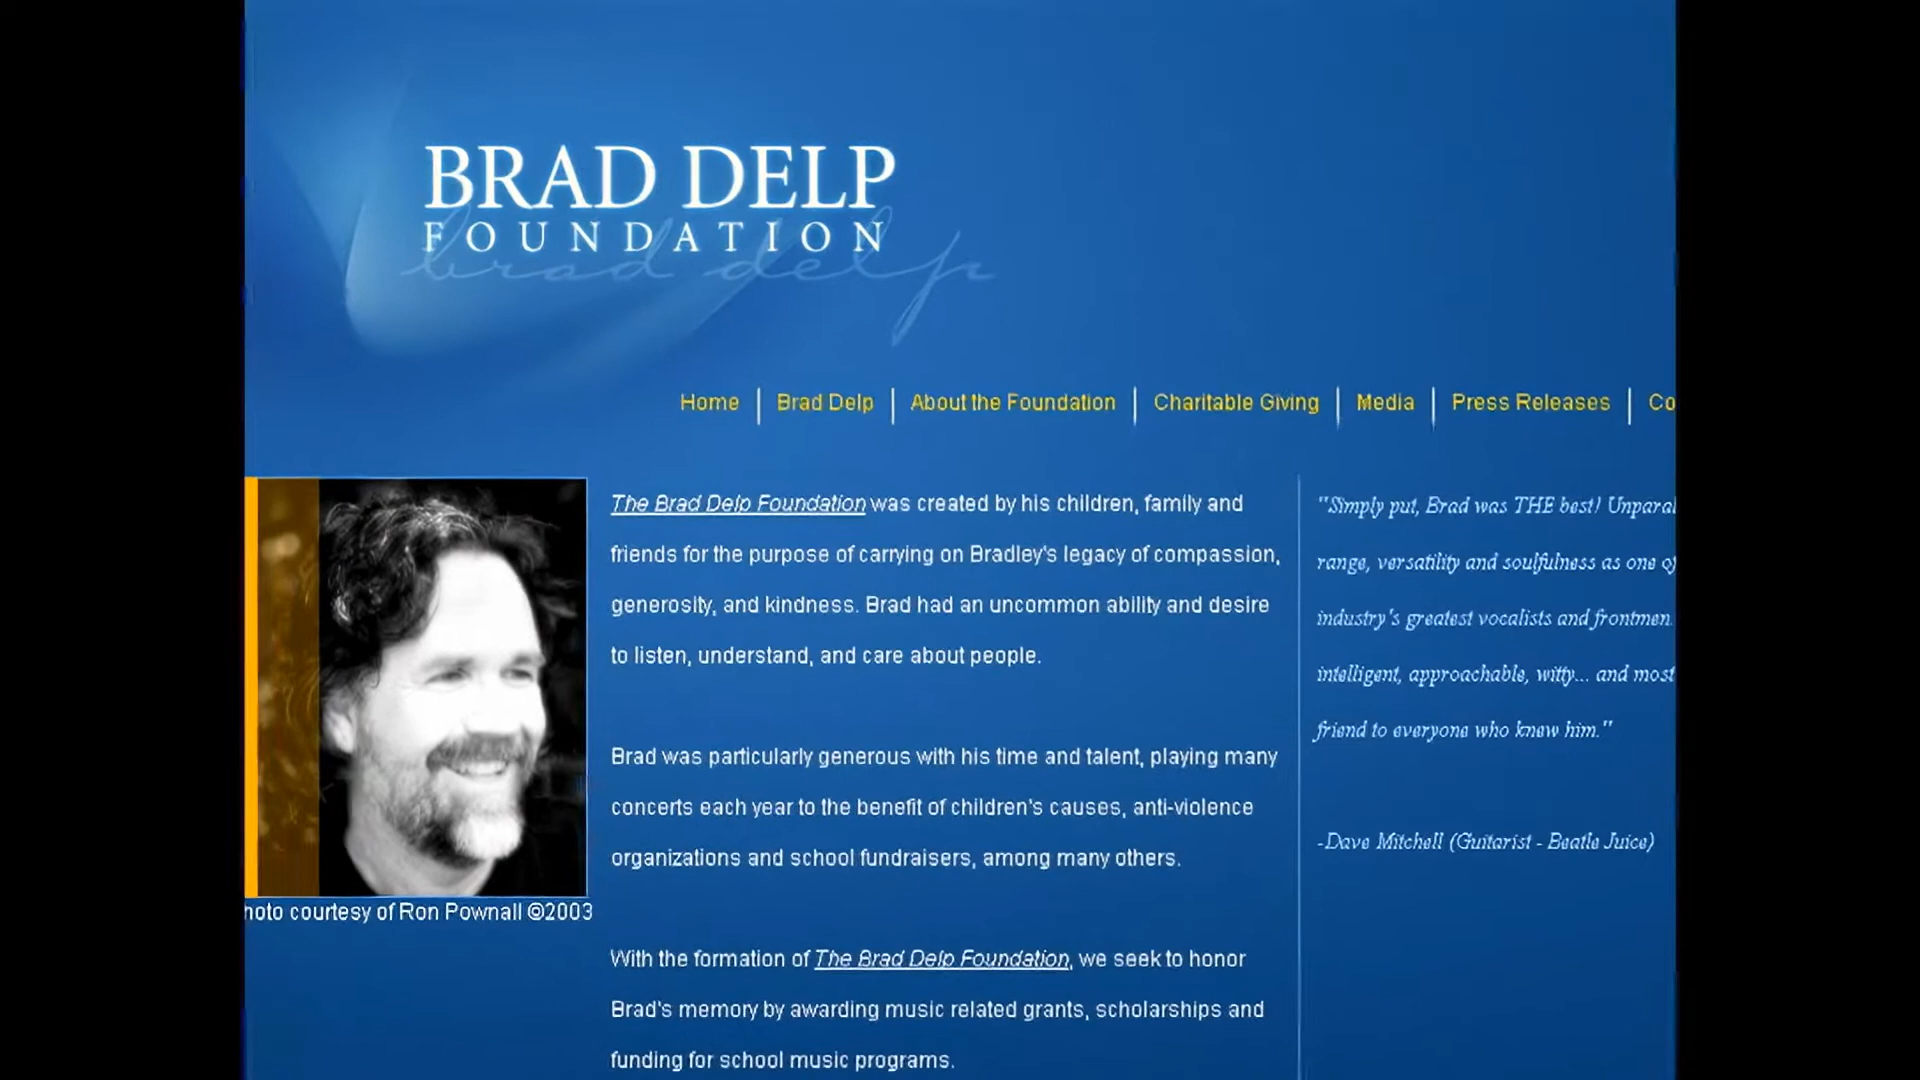 BRAD DELP
FOUNDATION
brad delp
Home | Brad Delp | About the Foundation | Charitable Giving | Media | Press Releases |
The Brad Delp Foundation was created by his children, family and
friends for the purpose of carrying on Bradley's legacy of compassion,
generosity, and kindness. Brad had an uncommon ability and desire
to listen, understand, and care about people.
Brad was particularly generous with his time and talent, playing many
concerts each year to the benefit of children's causes, anti-violence
organizations and school fundraisers, among many others.
With the formation of The Brad Delp Foundation, we seek to honor
Brad's memory by awarding music related grants, scholarships and
funding for school music programs.
"Simply put, Brad was THE best!
range, versatility and soulfulness as one of
industry's greatest vocalists and frontmen.
intelligent, approachable, witty... and most
friend to everyone who knew him."
-Dave Mitchell (Guitarist - Beatle Juice)
courtesy of Ron Pownall ©2003